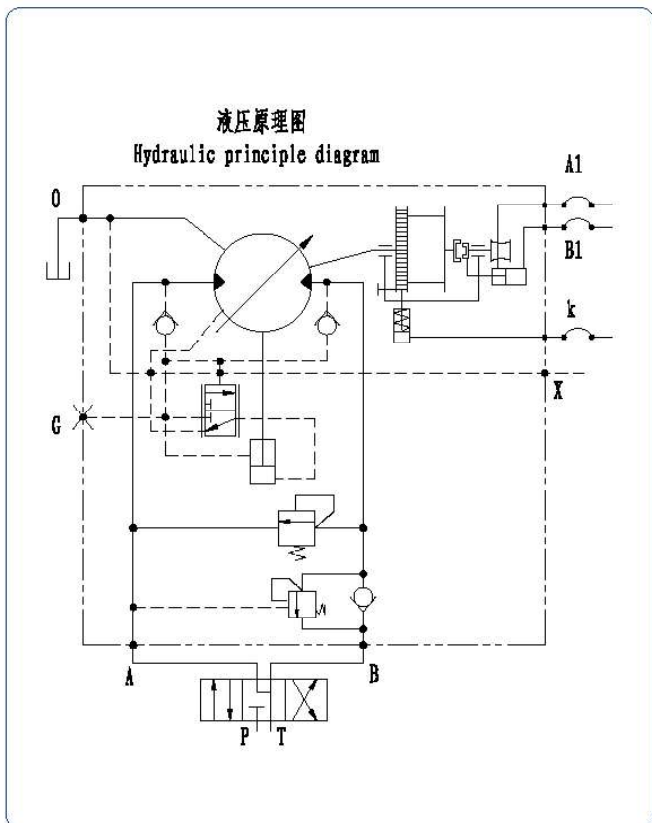 液压原理图
Hydraulic principle diagram
A1
O
B1
k
X
G
A
B
P T